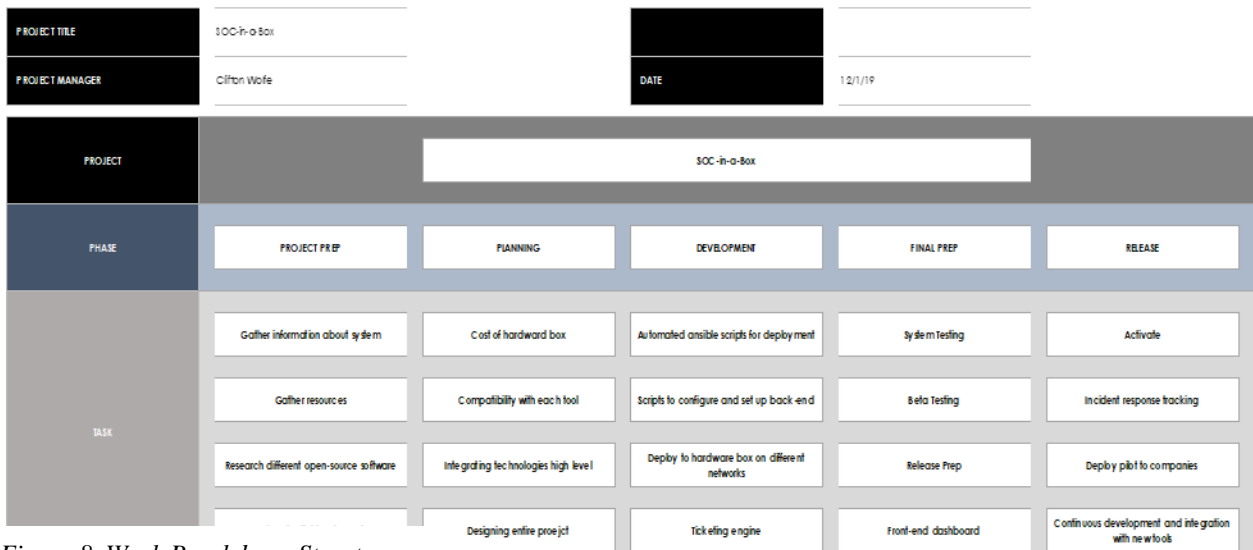 PROJECT TITLE
SOC-in-a-Box
PROJECT MANAGER
Clifton Wolfe
DATE
12/1/19
PROJECT
SOC-in-a-Box
PHASE
PROJECT PREP
PLANNING
DEVELOPMENT
FINAL PREP
RELEASE
TASK
Gather information about system
Cost of hardward box
Automated ansible scripts for deployment
System Testing
Activate
Gather resources
Compatibility with each tool
Scripts to configure and set up back-end
Beta Testing
Incident response tracking
Research different open-source software
Integrating technologies high level
Deploy to hardware box on different
networks
Release Prep
Deploy pilot to companies
Designing entire proejct
Ticketing engine
Front-end dashboard
Continuous development and integration
with new tools